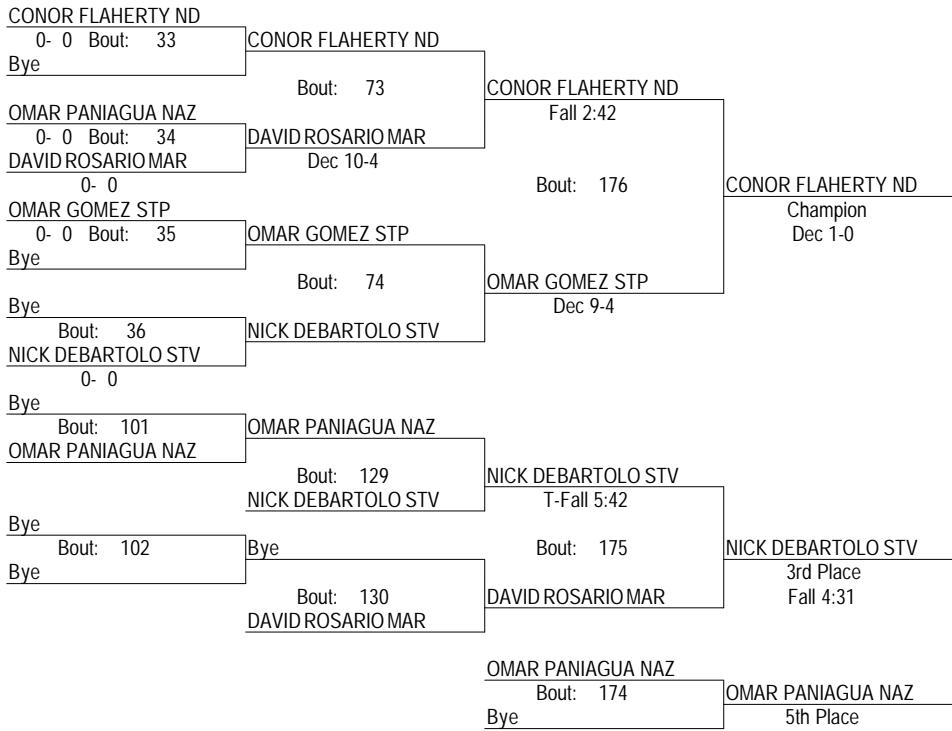 CONOR FLAHERTY ND
0- 0 Bout: 33
Bye
CONOR FLAHERTY ND
Bout: 73
CONOR FLAHERTY ND
Fall 2:42
OMAR PANIAGUA NAZ
0- 0 Bout: 34
DAVID ROSARIO MAR
0- 0
DAVID ROSARIO MAR
Dec 10-4
Bout: 176
CONOR FLAHERTY ND
Champion
Dec 1-0
OMAR GOMEZ STP
0- 0 Bout: 35
Bye
OMAR GOMEZ STP
Bout: 74
OMAR GOMEZ STP
Dec 9-4
Bye
Bout: 36
NICK DEBARTOLO STV
0- 0
NICK DEBARTOLO STV
Bye
Bout: 101
OMAR PANIAGUA NAZ
OMAR PANIAGUA NAZ
Bout: 129
NICK DEBARTOLO STV
NICK DEBARTOLO STV
T-Fall 5:42
Bye
Bout: 102
Bye
Bye
Bout: 130
DAVID ROSARIO MAR
Bout: 175
DAVID ROSARIO MAR
NICK DEBARTOLO STV
3rd Place
Fall 4:31
OMAR PANIAGUA NAZ
Bout: 174
Bye
OMAR PANIAGUA NAZ
5th Place